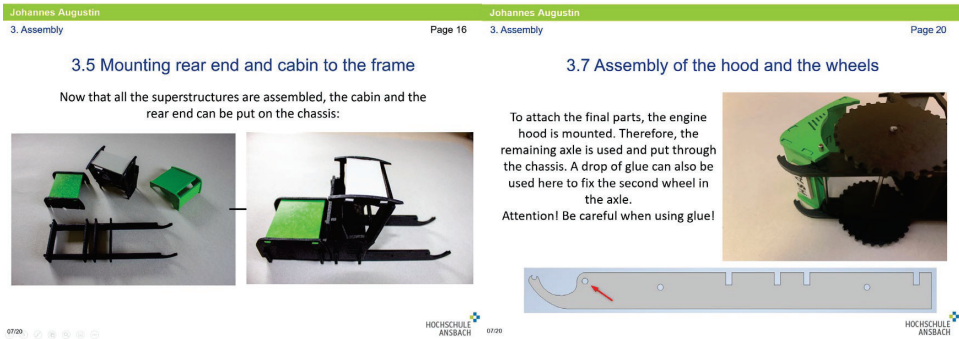 Johannes Augustin
3. Assembly
Page 16
3.5 Mounting rear end and cabin to the frame
Now that all the superstructures are assembled, the cabin and the
rear end can be put on the chassis:
07/20
HOCHSCHULE
ANSBACH
Johannes Augustin
3. Assembly
Page 20
3.7 Assembly of the hood and the wheels
To attach the final parts, the engine
hood is mounted. Therefore, the
remaining axle is used and put through
the chassis. A drop of glue can also be
used here to fix the second wheel in
the axle.
Attention! Be careful when using glue!
07/20
HOCHSCHULE
ANSBACH